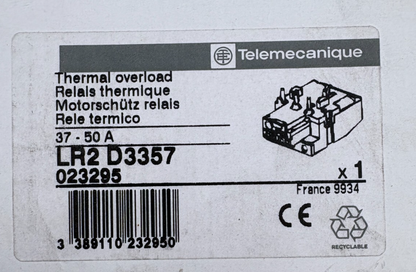 Telemecanique
Thermal overload
Relais thermique
Motorschütz relais
Rele termico
37 - 50 A
LR2 D3357
023295
x 1
France 9934
CE
3 389110 232950
RECYCLABLE